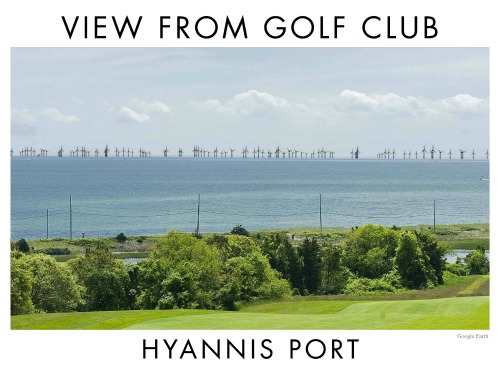 VIEW FROM GOLF CLUB
Google Earth
HYANNIS PORT